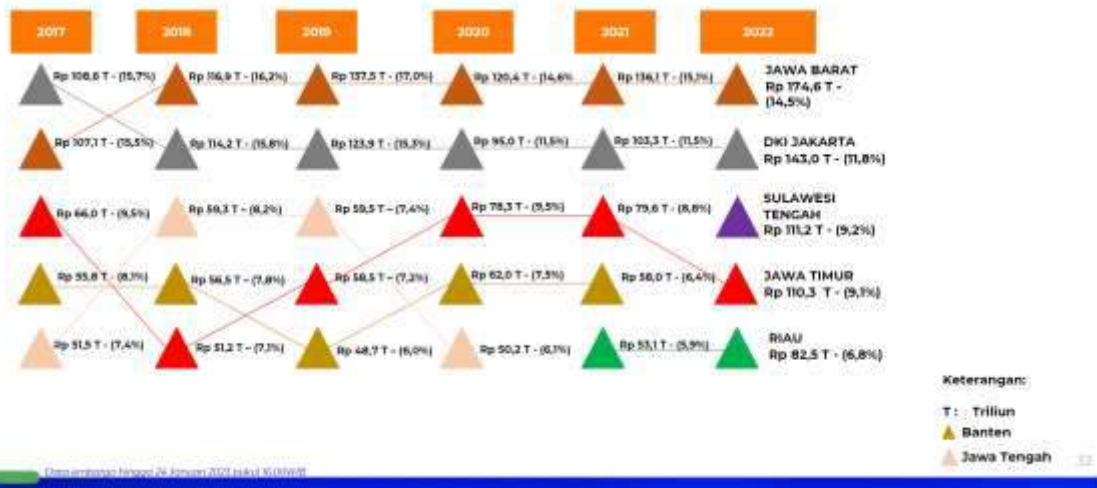 2017 2018 2019 2020 2021 2022
Rp 108,6 T - (15,7%) Rp 116,9 T - (16,2%) Rp 137,5 T - (17,0%) Rp 120,4 T - (14,6% Rp 136,1 T - (15,1%) JAWA BARAT
Rp 174,6 T -
(14,5%)
Rp 107,1 T - (15,5%) Rp 114,2 T - (15,8%) Rp 123,9 T - (15,3%) Rp 95,0 T - (11,5%) Rp 103,3 T - (11,5%) DKI JAKARTA
Rp 143,0 T - (11,8%)
Rp 66,0 T - (9,5%) Rp 59,3 T – (8,2%) Rp 59,5 T – (7,4%) Rp 78,3 T - (9,5%) Rp 79,6 T - (8,8%) SULAWESI
TENGAH
Rp 111,2 T - (9,2%)
Rp 55,8 T - (8,1%) Rp 56,5 T – (7,8%) Rp 58,5 T – (7,2%) Rp 62,0 T - (7,5%) Rp 58,0 T - (6,4%) JAWA TIMUR
Rp 110,3 T - (9,1%)
Rp 51,5 T - (7,4%) Rp 51,2 T – (7,1%) Rp 48,7 T – (6,0%) Rp 50,2 T - (6,1%) Rp 53,1 T - (5,9%) RIAU
Rp 82,5 T - (6,8%)
Keterangan:
T : Triliun
Banten
Jawa Tengah
Data embargo hingga 24 Januari 2023 pukul